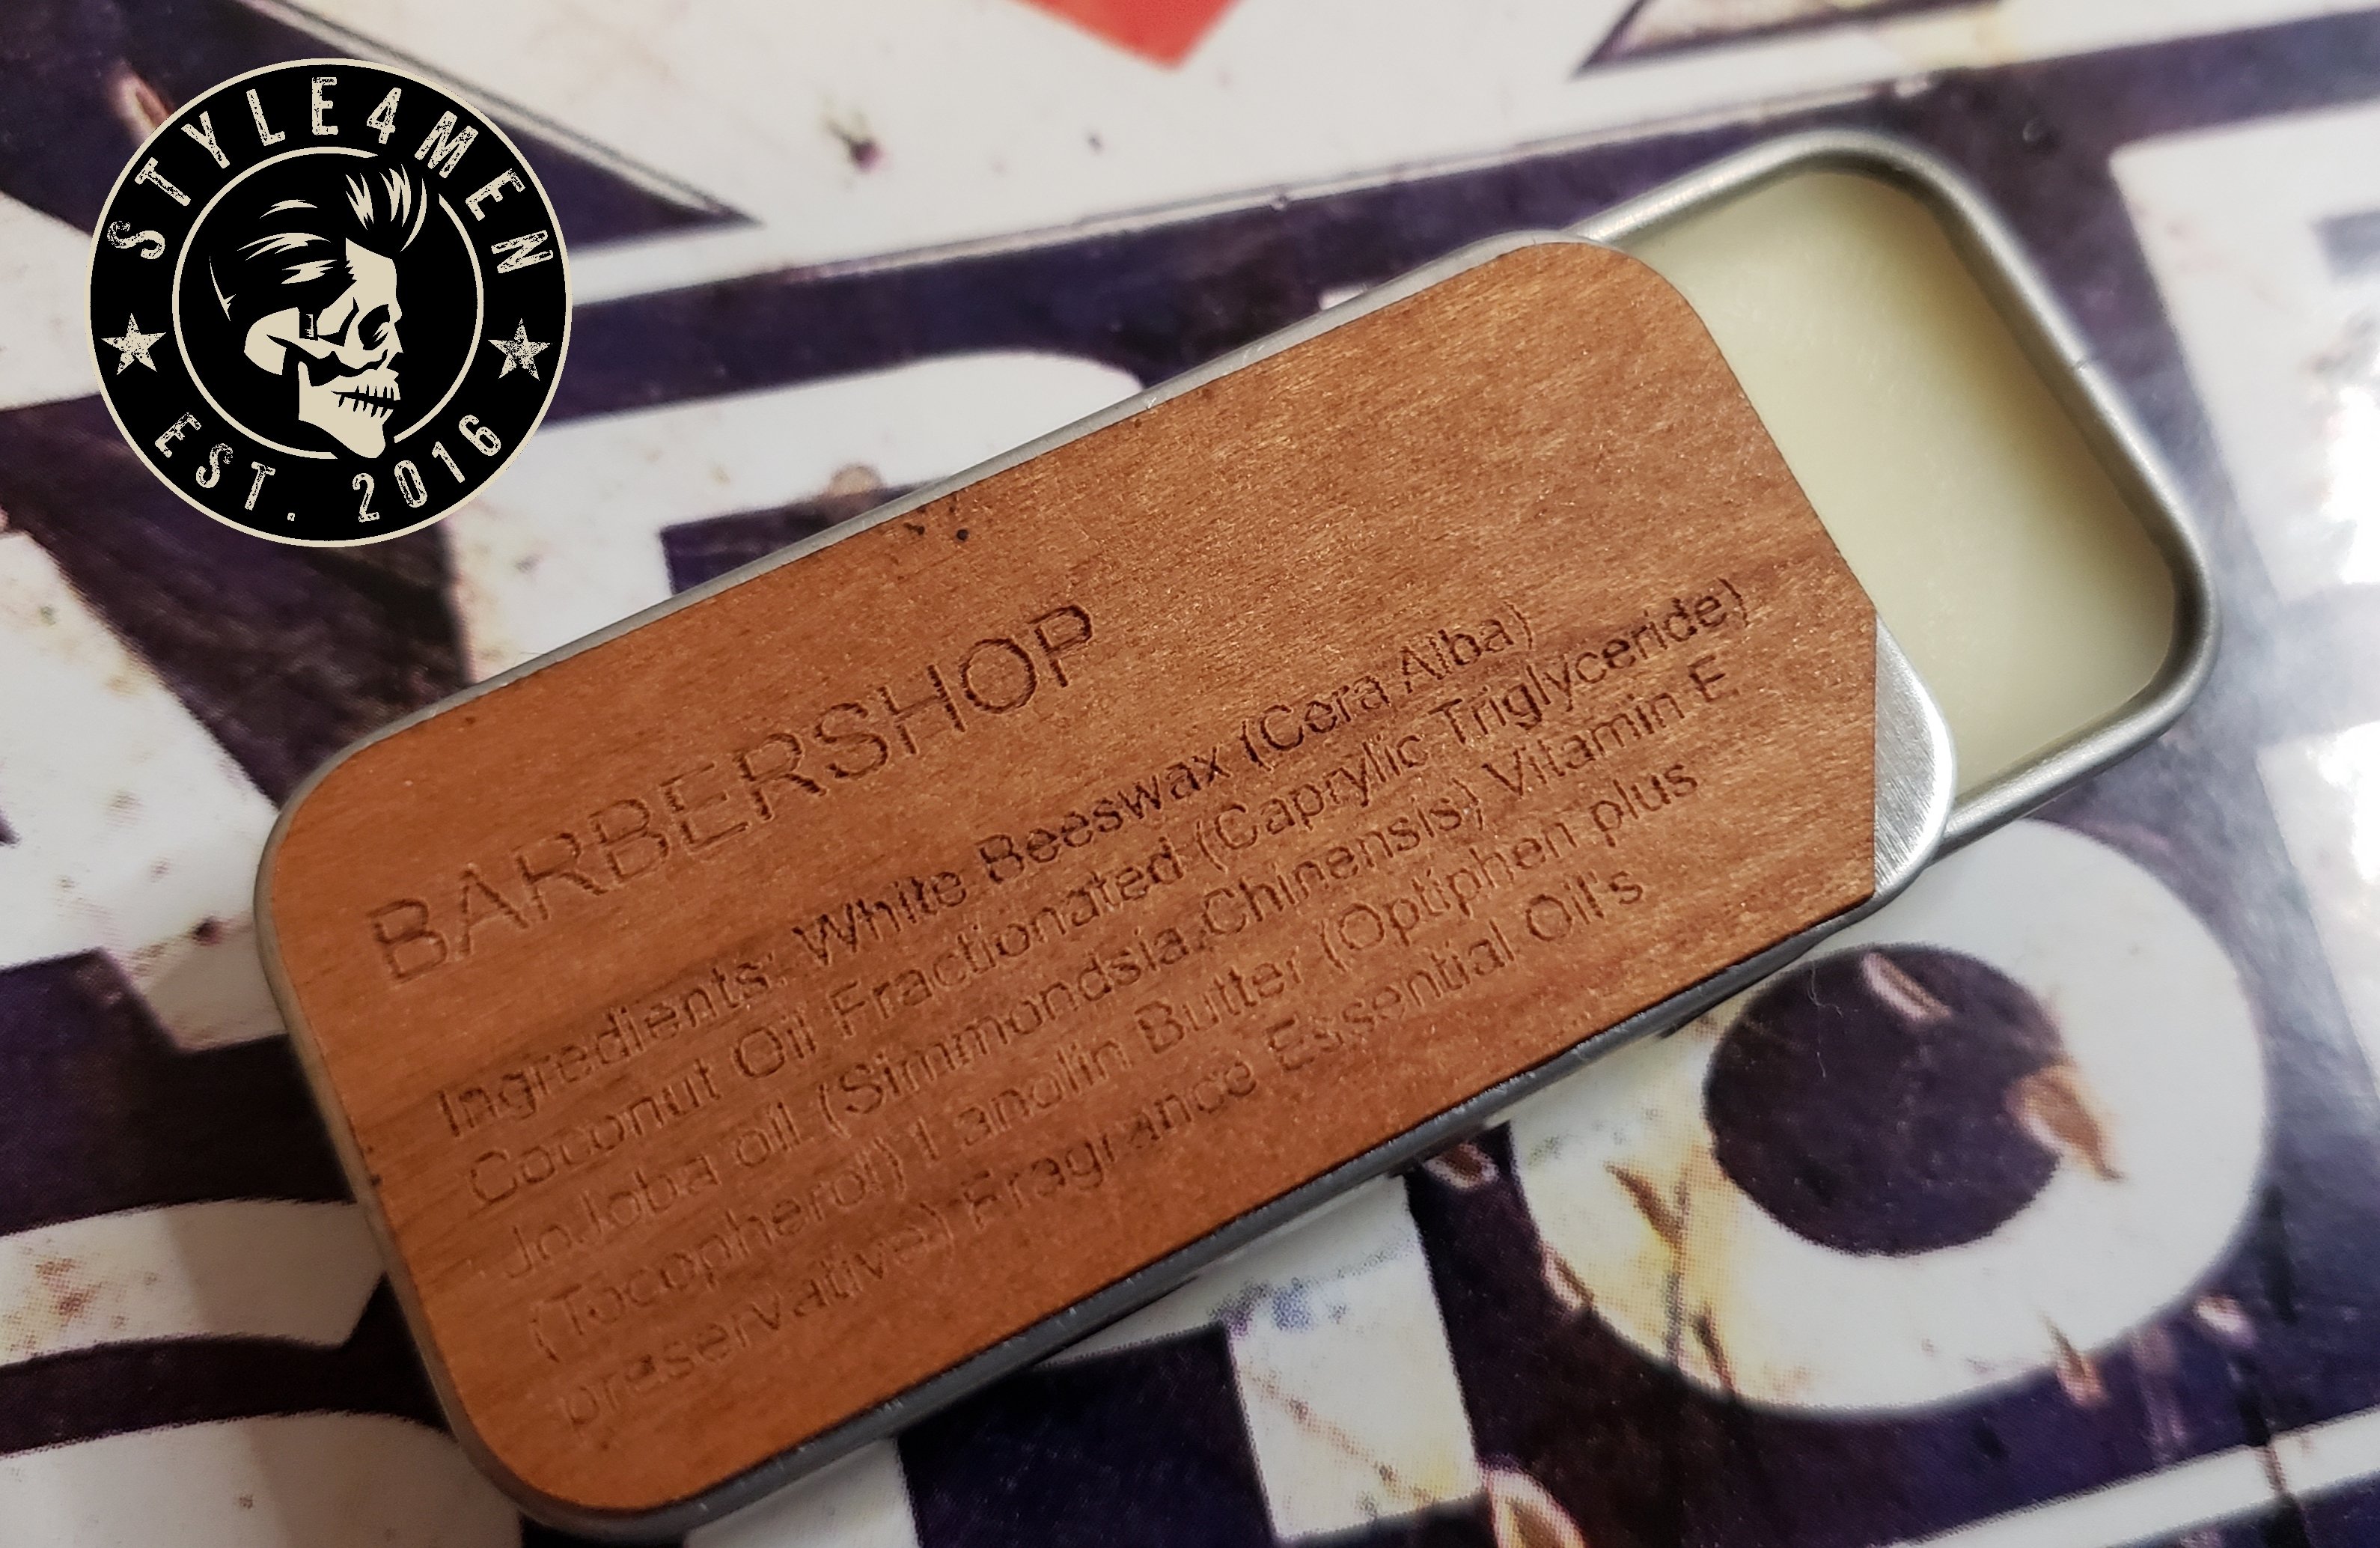 STYLE4MEN
EST. 2016
BARBERSHOP
Ingredients: White Beeswax (Cera Alba)
Coconut Oil Fractionated (Caprylic Triglyceride)
JoJoba oil (Simmondsia Chinensis) Vitamin E
(Tocopherol) Lanolin Butter (Optiphen plus
preservative) Fragrance Essential Oil's